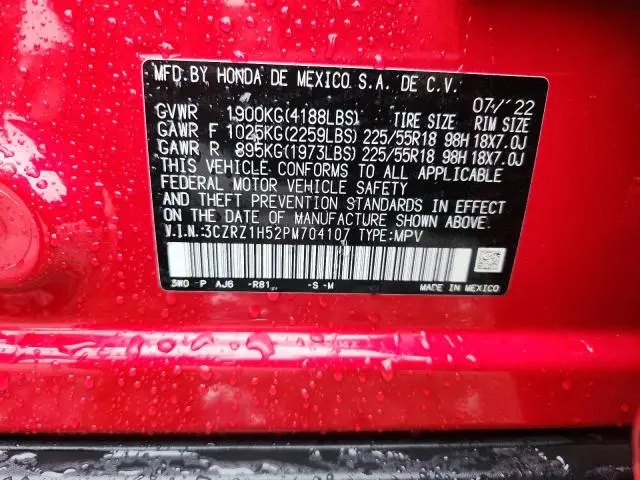 MFD. BY HONDA DE MEXICO S.A. DE C.V.
07/'22
GVWR 1900KG(4188LBS) TIRE SIZE RIM SIZE
GAWR F 1025KG(2259LBS) 225/55R18 98H 18X7.0J
GAWR R 895KG(1973LBS) 225/55R18 98H 18X7.0J
THIS VEHICLE CONFORMS TO ALL APPLICABLE
FEDERAL MOTOR VEHICLE SAFETY
AND THEFT PREVENTION STANDARDS IN EFFECT
ON THE DATE OF MANUFACTURE SHOWN ABOVE.
V.I.N.:3CZRZ1H52PM704107 TYPE:MPV
3W0 -P AJ6 -R81 -S -M MADE IN MEXICO